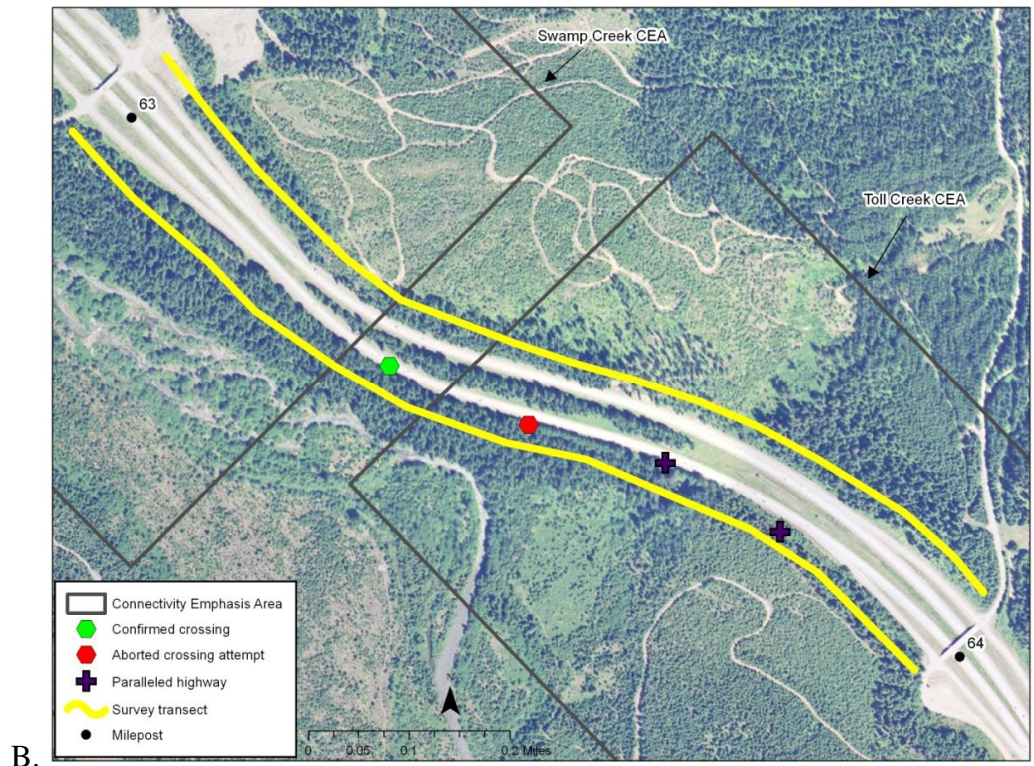 Swamp Creek CEA
63
Toll Creek CEA
64
Connectivity Emphasis Area
Confirmed crossing
Aborted crossing attempt
Paralleled highway
Survey transect
Milepost
0 0.05 0.1 0.2 Miles
B.